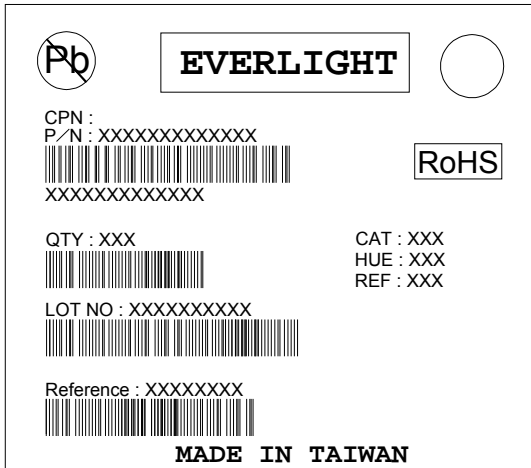 Pb
EVERLIGHT
CPN :
P/N : XXXXXXXXXXXXX
RoHS
XXXXXXXXXXXXX
QTY : XXX
CAT : XXX
HUE : XXX
REF : XXX
LOT NO : XXXXXXXXXX
Reference : XXXXXXXX
MADE IN TAIWAN